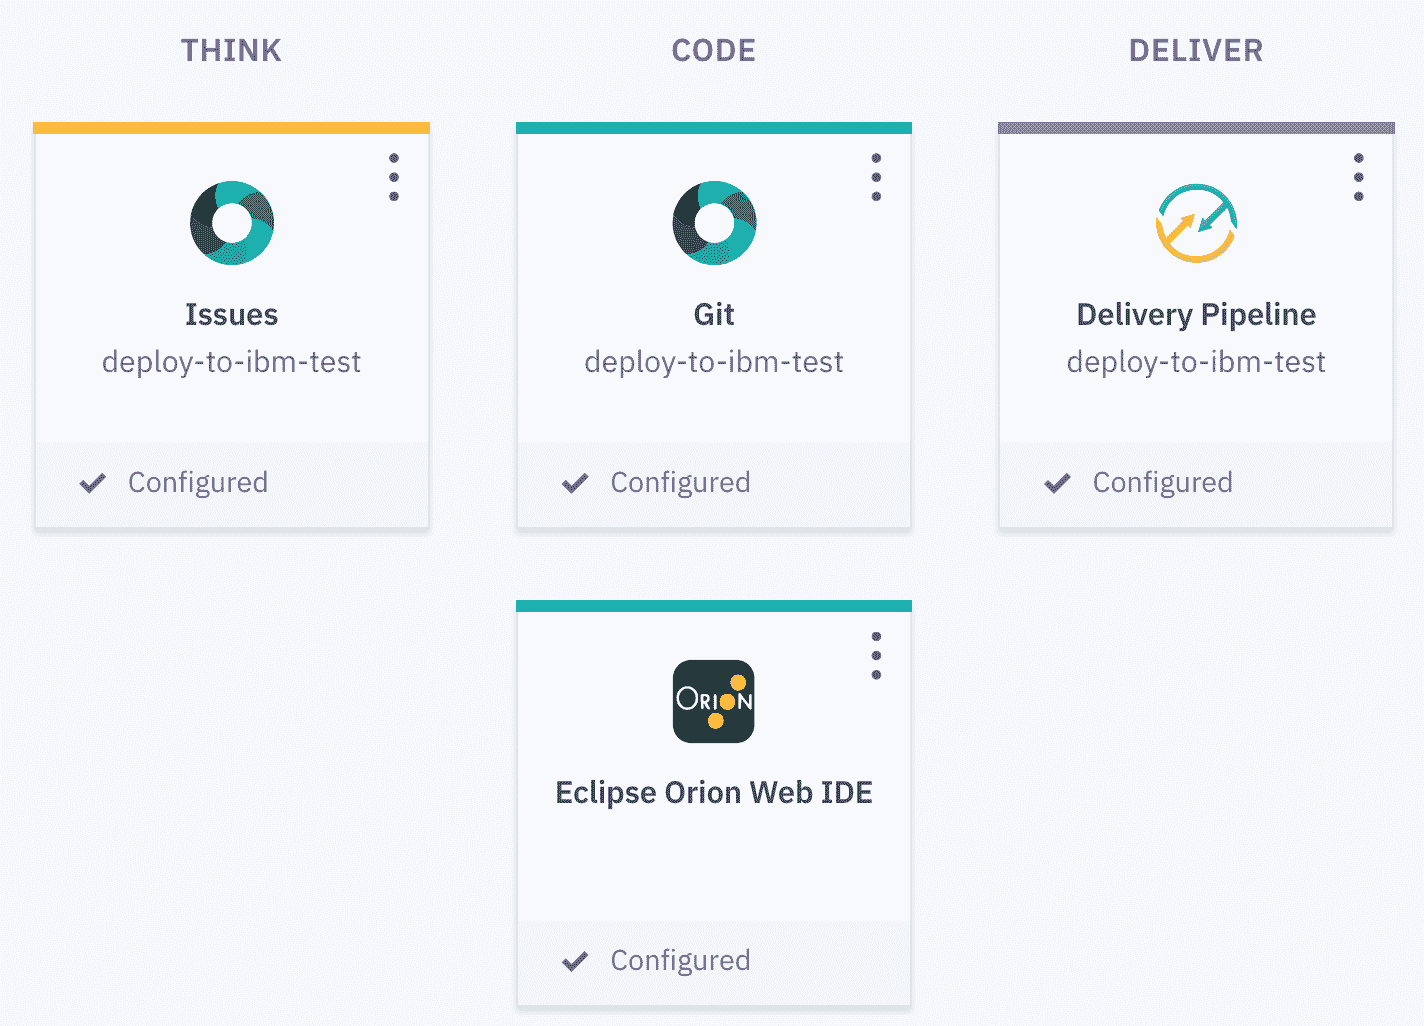 THINK
CODE
DELIVER
Issues
deploy-to-ibm-test
Configured
Git
deploy-to-ibm-test
Configured
Delivery Pipeline
deploy-to-ibm-test
Configured
ORION
Eclipse Orion Web IDE
Configured